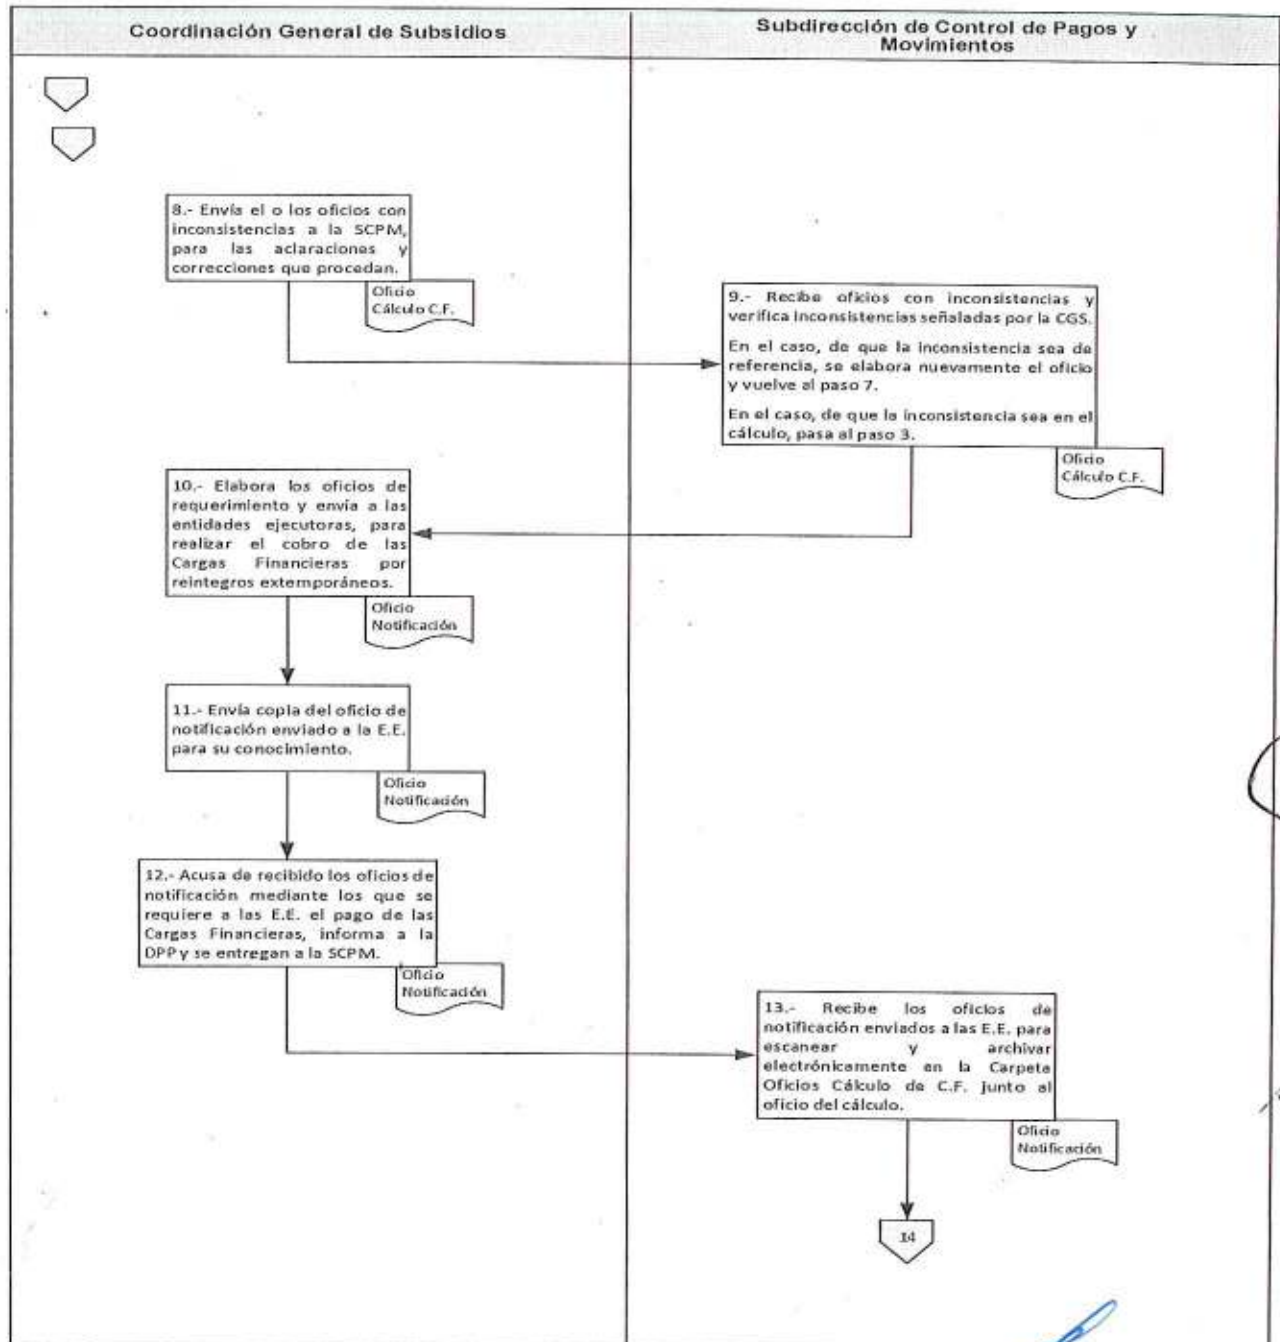 Coordinación General de Subsidios
Subdirección de Control de Pagos y
Movimientos
8.- Envía el o los oficios con
inconsistencias a la SCPM,
para las aclaraciones y
correcciones que procedan.
Oficio
Cálculo C.F.
9.- Recibe oficios con inconsistencias y
verifica inconsistencias señaladas por la CGS.
En el caso, de que la inconsistencia sea de
referencia, se elabora nuevamente el oficio
y vuelve al paso 7.
En el caso, de que la inconsistencia sea en el
cálculo, pasa al paso 3.
Oficio
Cálculo C.F.
10.- Elabora los oficios de
requerimiento y envía a las
entidades ejecutoras, para
realizar el cobro de las
Cargas Financieras por
reintegros extemporáneos.
Oficio
Notificación
11.- Envía copia del oficio de
notificación enviado a la E.E.
para su conocimiento.
Oficio
Notificación
12.- Acusa de recibido los oficios de
notificación mediante los que se
requiere a las E.E. el pago de las
Cargas Financieras, informa a la
DPP y se entregan a la SCPM.
Oficio
Notificación
13.- Recibe los oficios de
notificación enviados a las E.E. para
escanear y archivar
electrónicamente en la Carpeta
Oficios Cálculo de C.F. junto al
oficio del cálculo.
Oficio
Notificación
14